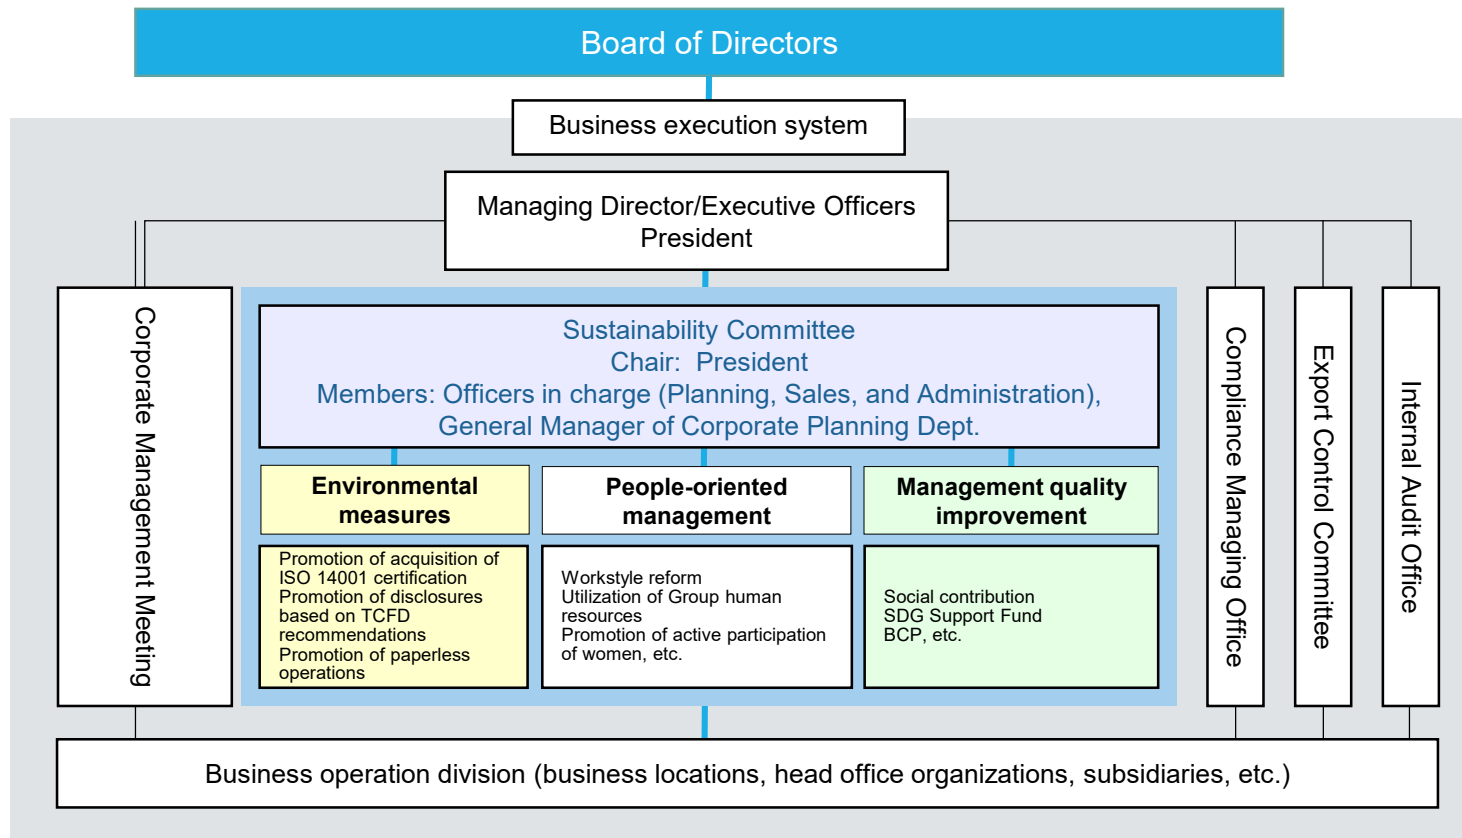 Board of Directors
Business execution system
Managing Director/Executive Officers
President
Corporate Management Meeting
Sustainability Committee
Chair:  President
Members: Officers in charge (Planning, Sales, and Administration),
General Manager of Corporate Planning Dept.
Environmental
measures
Promotion of acquisition of
ISO 14001 certification
Promotion of disclosures
based on TCFD
recommendations
Promotion of paperless
operations
People-oriented
management
Workstyle reform
Utilization of Group human
resources
Promotion of active participation
of women, etc.
Management quality
improvement
Social contribution
SDG Support Fund
BCP, etc.
Compliance Managing Office
Export Control Committee
Internal Audit Office
Business operation division (business locations, head office organizations, subsidiaries, etc.)